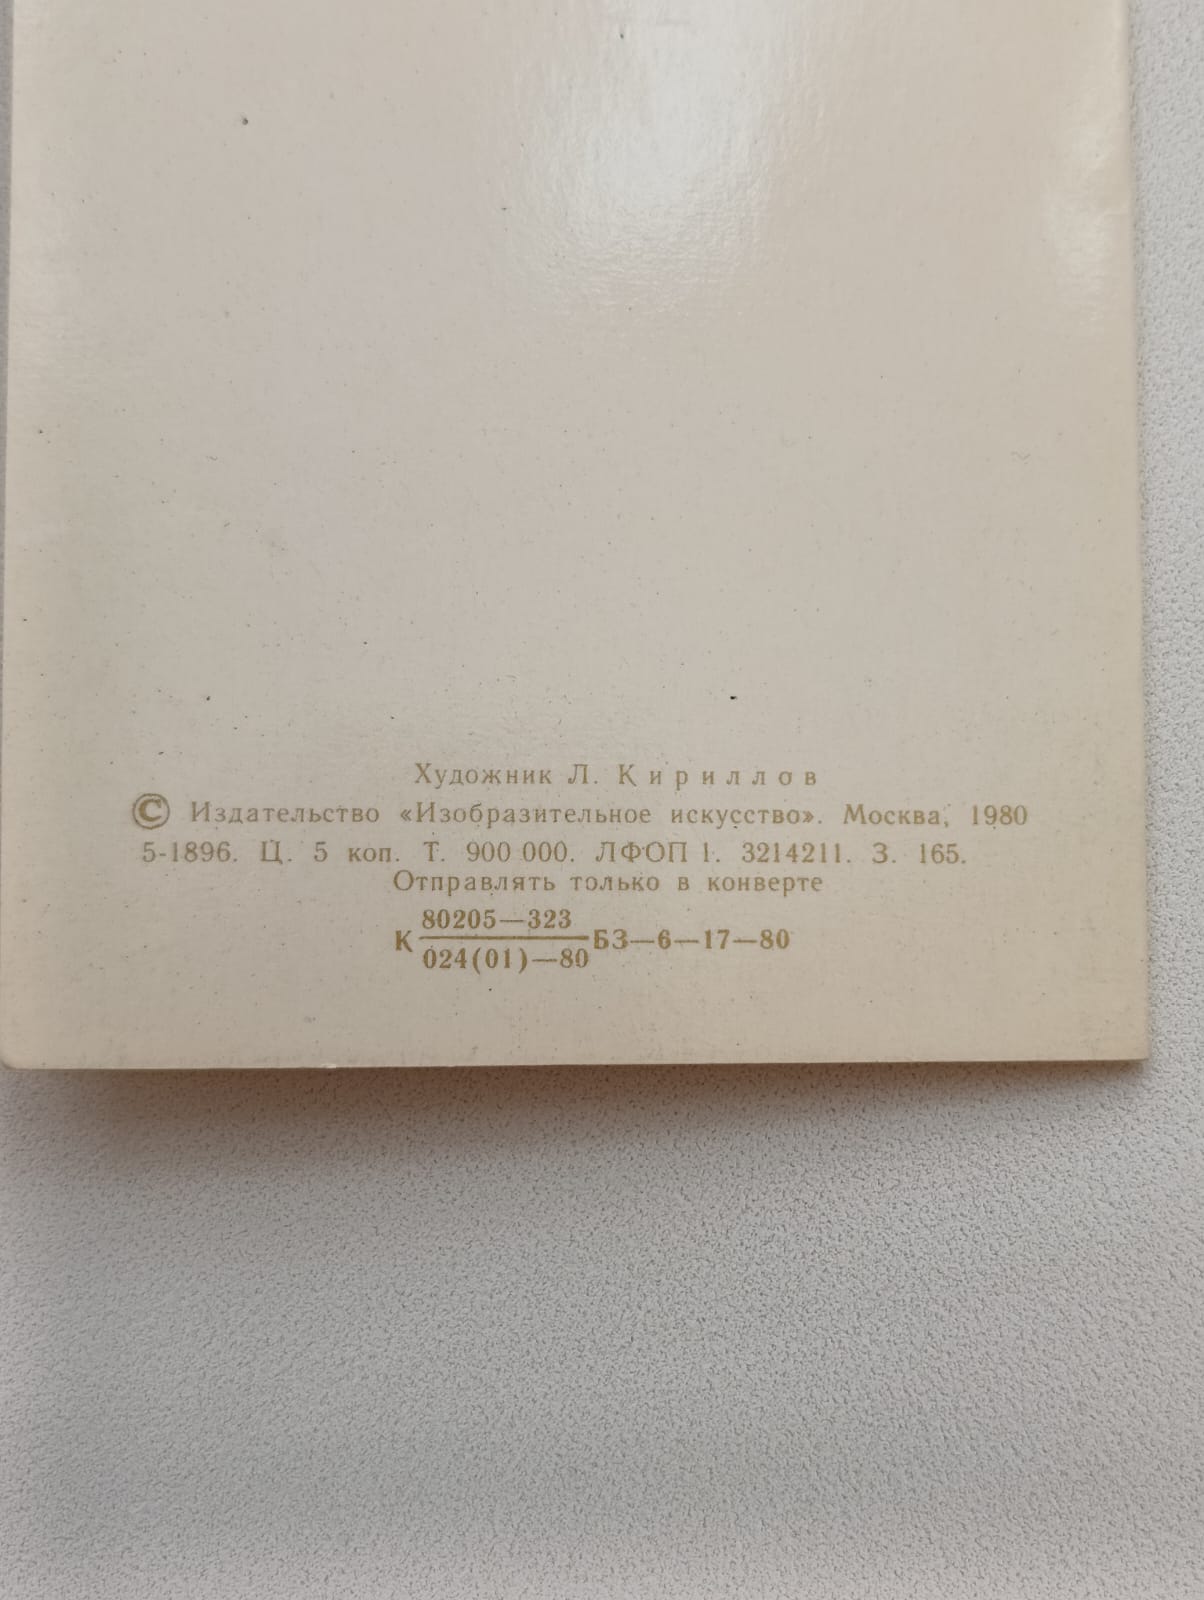 Художник Л. Кириллов
© Издательство «Изобразительное искусство». Москва, 1980
5-1896. Ц. 5 коп. Т. 900 000. ЛФОП 1. 3214211. З. 165.
Отправлять только в конверте
80205—323
К БЗ—6—17—80
024(01)—80